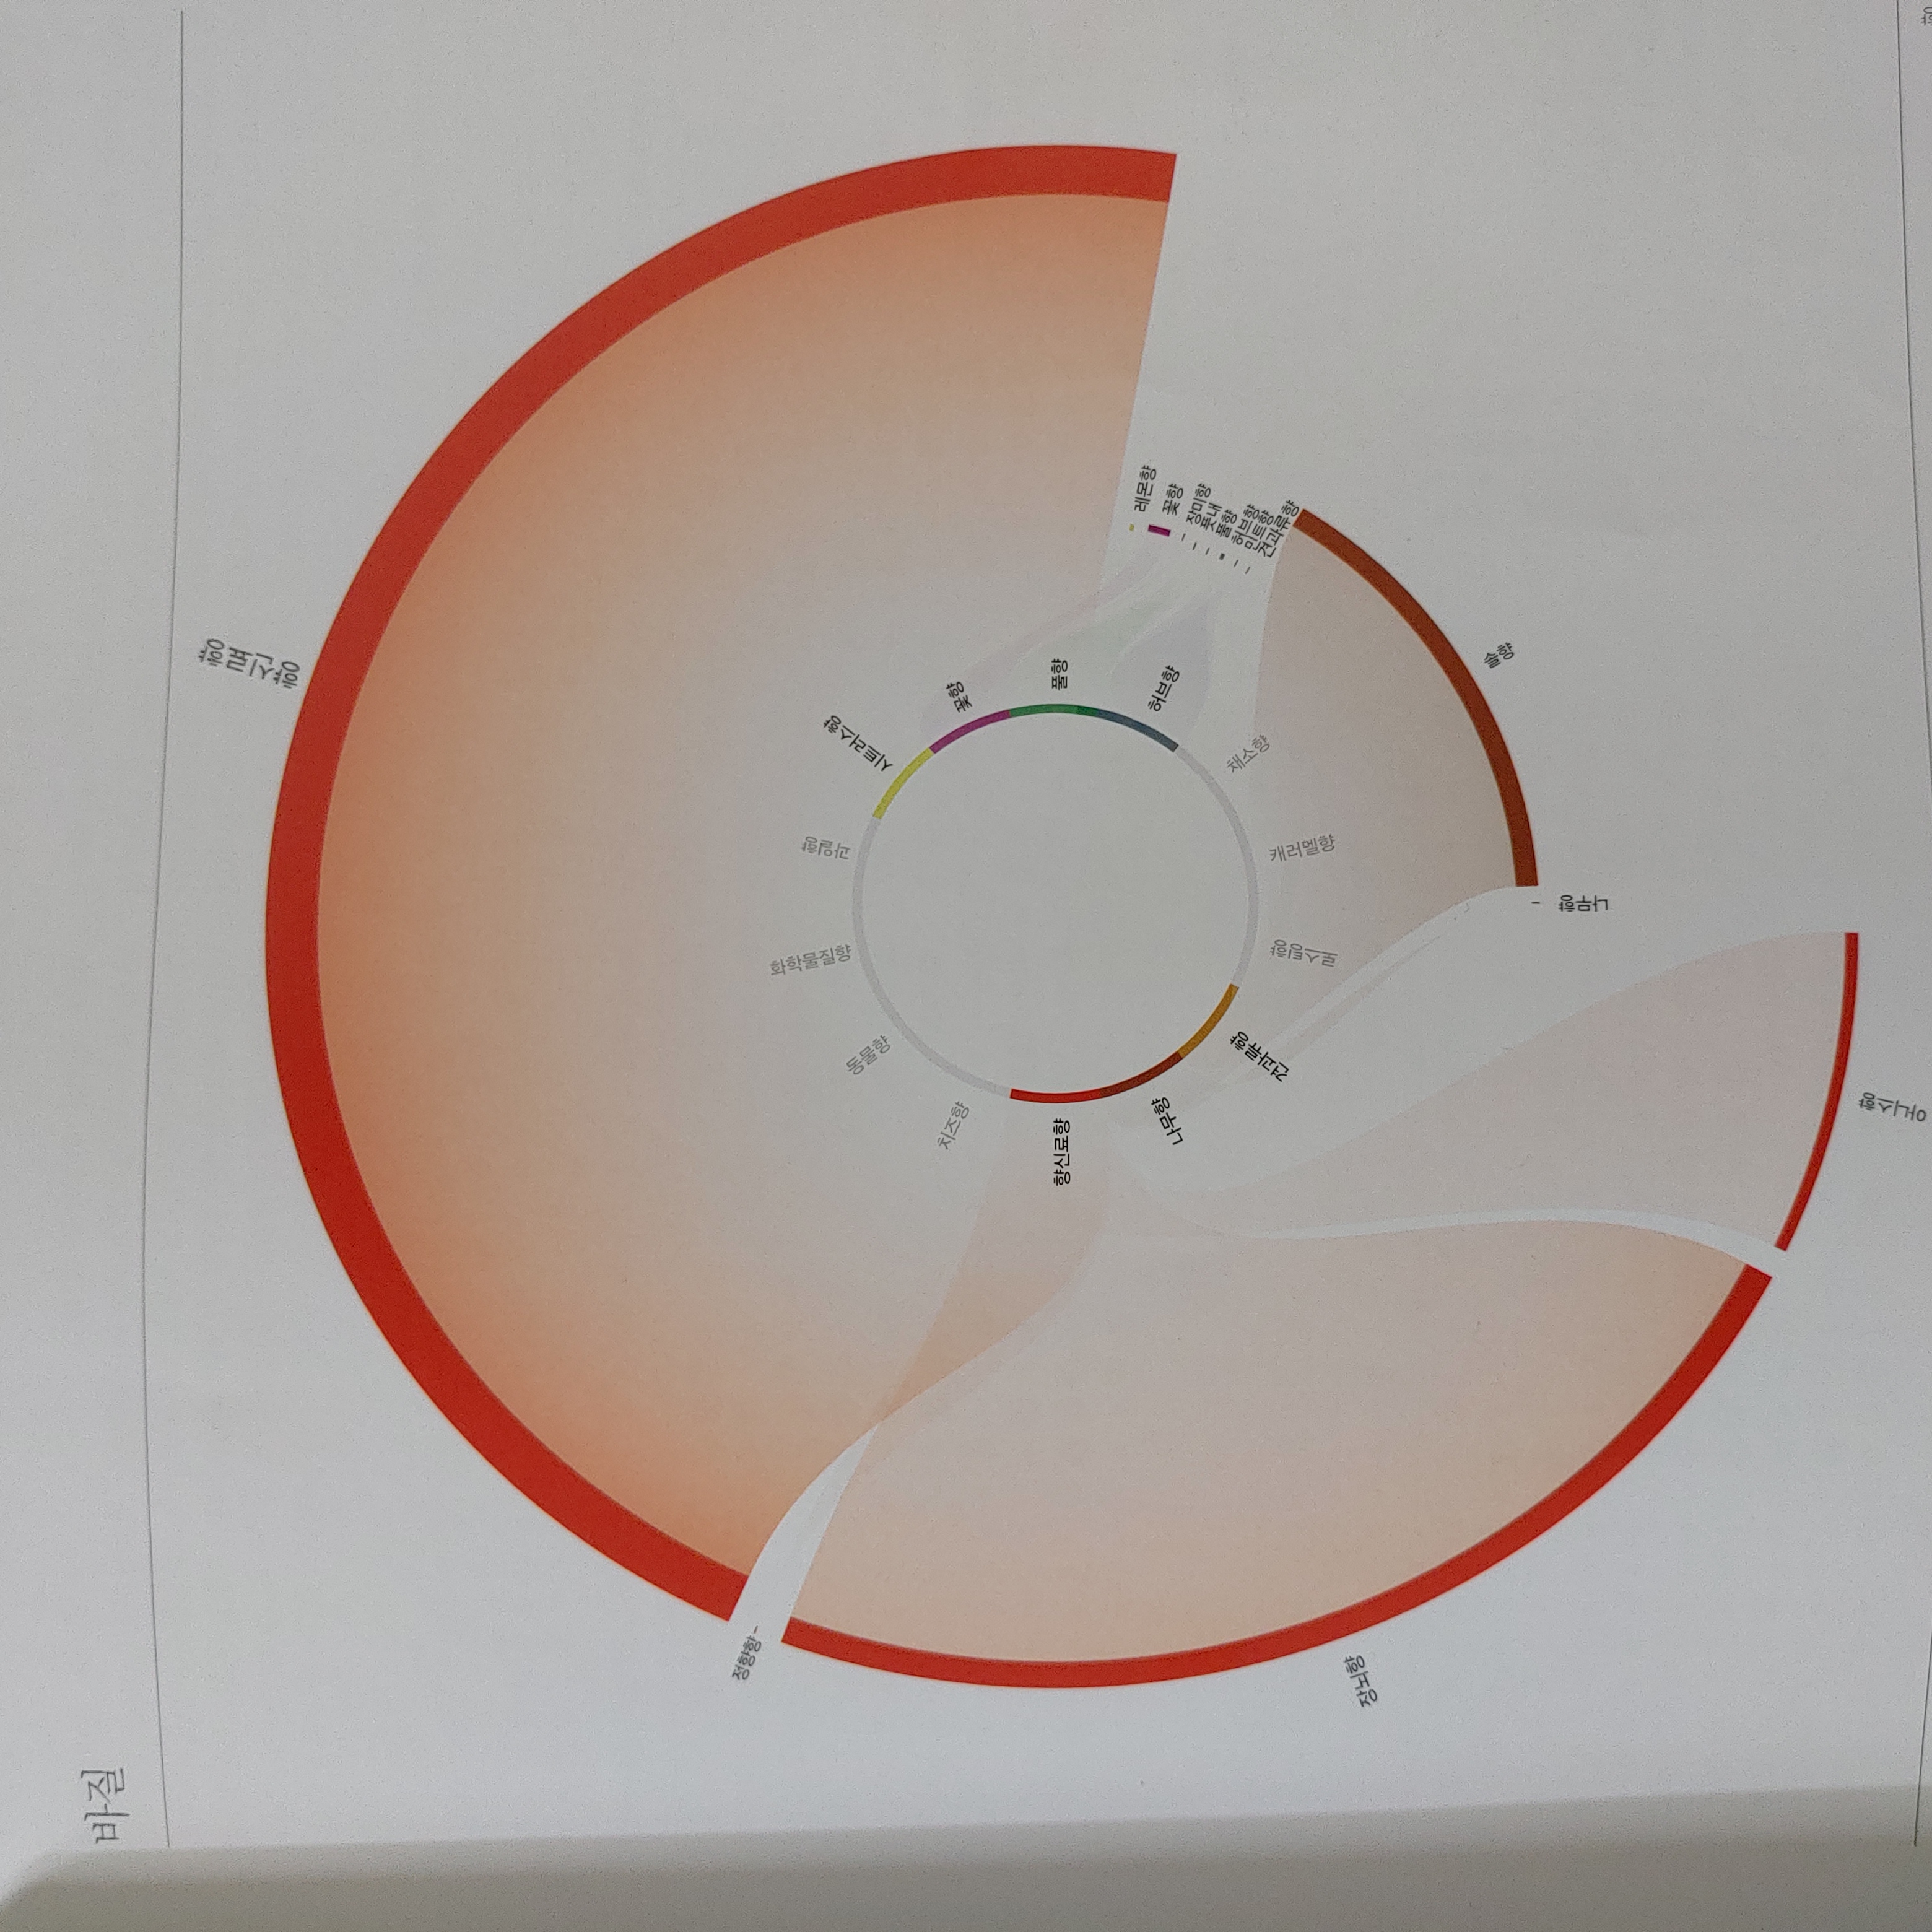 바질
향신료향
정향향
장뇌향
아니스향
나무향
솔향
레몬향
꽃향
장미향
풋내
풀향
허브향
민트향
견과류향
화학물질향
과일향
시트러스향
꽃향
풀향
허브향
채소향
캐러멜향
로스팅향
견과류향
나무향
향신료향
치즈향
동물향
향